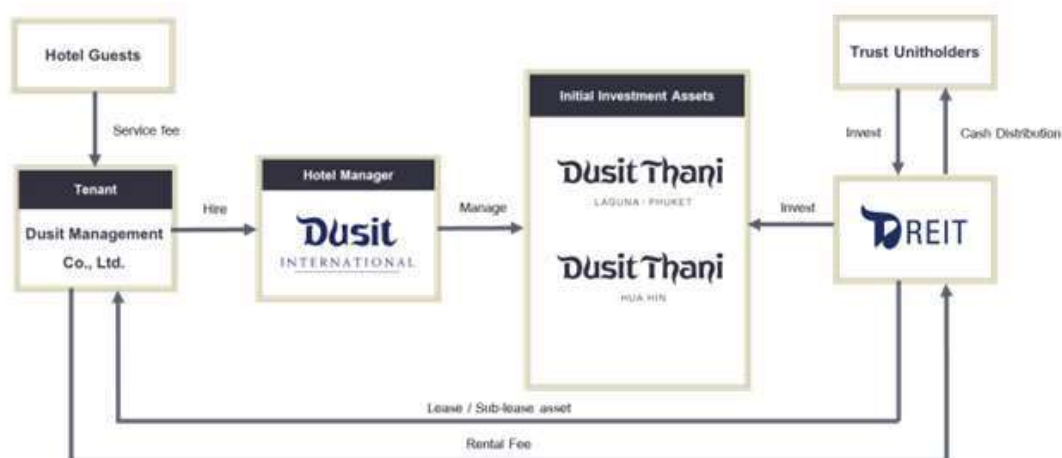 Hotel Guests
Trust Unitholders
Initial Investment Assets
Service fee
Invest
Cash Distribution
Tenant
Dusit Management
Co., Ltd.
Hire
Hotel Manager
Dusit
INTERNATIONAL
Manage
Dusit Thani
LAGUNA · PHUKET
Dusit Thani
HUA HIN
Invest
DREIT
Lease / Sub-lease asset
Rental Fee